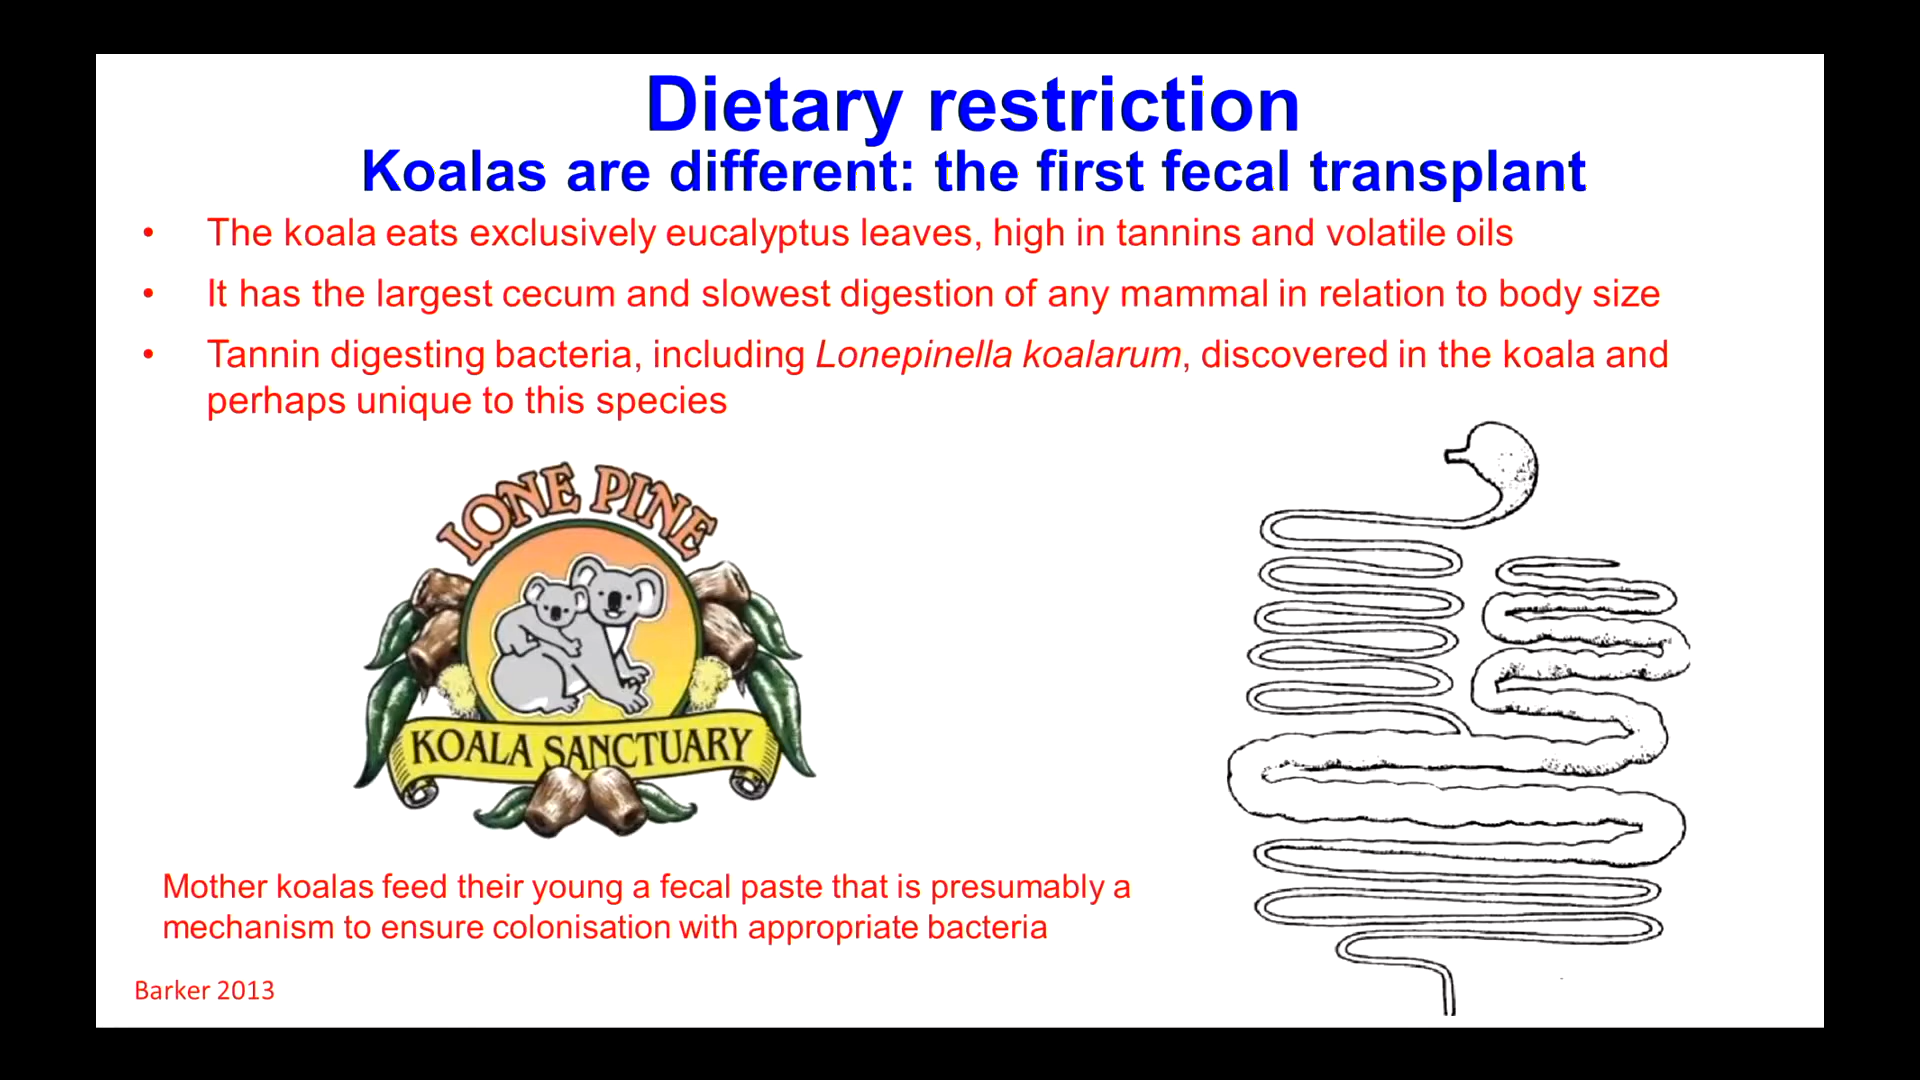 Dietary restriction
Koalas are different: the first fecal transplant
• The koala eats exclusively eucalyptus leaves, high in tannins and volatile oils
• It has the largest cecum and slowest digestion of any mammal in relation to body size
• Tannin digesting bacteria, including Lonepinella koalarum, discovered in the koala and
perhaps unique to this species
LONE PINE
KOALA SANCTUARY
Mother koalas feed their young a fecal paste that is presumably a
mechanism to ensure colonisation with appropriate bacteria
Barker 2013